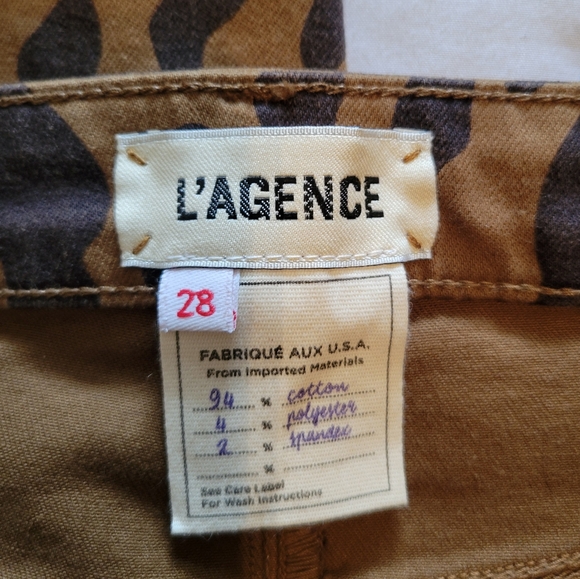 L'AGENCE
28
FABRIQUÉ AUX U.S.A.
From Imported Materials
94 % cotton
4 % polyester
2 % spandex
%
See Care Label
For Wash Instructions